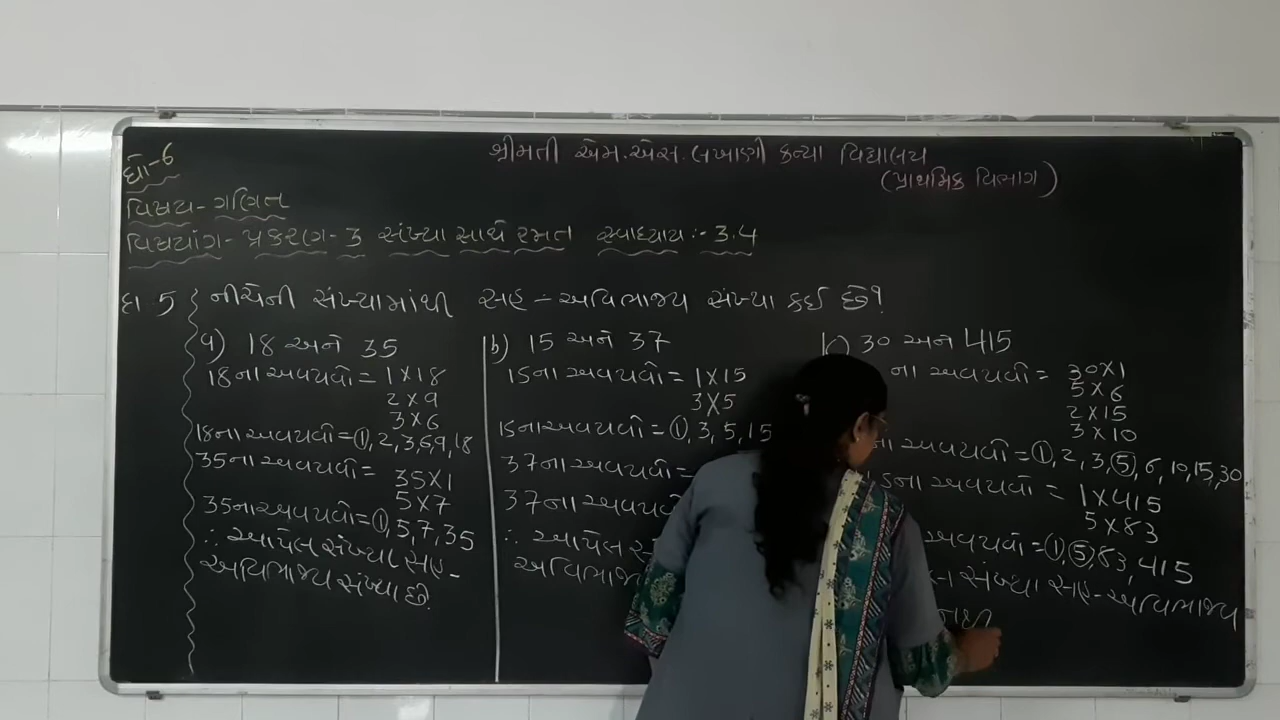 શ્રીમતી એમ.એસ.લખાણી કન્યા વિદ્યાલય
(પ્રાથમિક વિભાગ)
ધો-6
વિષય-ગણિત
વિષયાંગ-પ્રકરણ-3 સંખ્યા સાથે રમત સ્વાધ્યાય:-3.4
દા 5 નીચેની સંખ્યામાંથી સહ-અવિભાજ્ય સંખ્યા કઈ છે?
a) 18 અને 35
18ના અવયવો = 1×18
2×9
3×6
18ના અવયવો = 1, 2, 3, 6, 9, 18
35ના અવયવો = 35×1
5×7
35ના અવયવો = 1, 5, 7, 35
∴ આપેલ સંખ્યા સહ-
અવિભાજ્ય સંખ્યા છે.
b) 15 અને 37
15ના અવયવો = 1×15
3×5
15ના અવયવો = 1, 3, 5, 15
37ના અવયવો =
37ના
∴ આપેલ
c) 30 અને 415
ના અવયવો = 30×1
5×6
2×15
3×10
ના અવયવો = 1, 2, 3, 5, 6, 10, 15, 30,
5ના અવયવો = 1×415
5×83
અવયવો = 1, 5, 83, 415
સંખ્યા સહ-અવિભાજ્ય
નથી